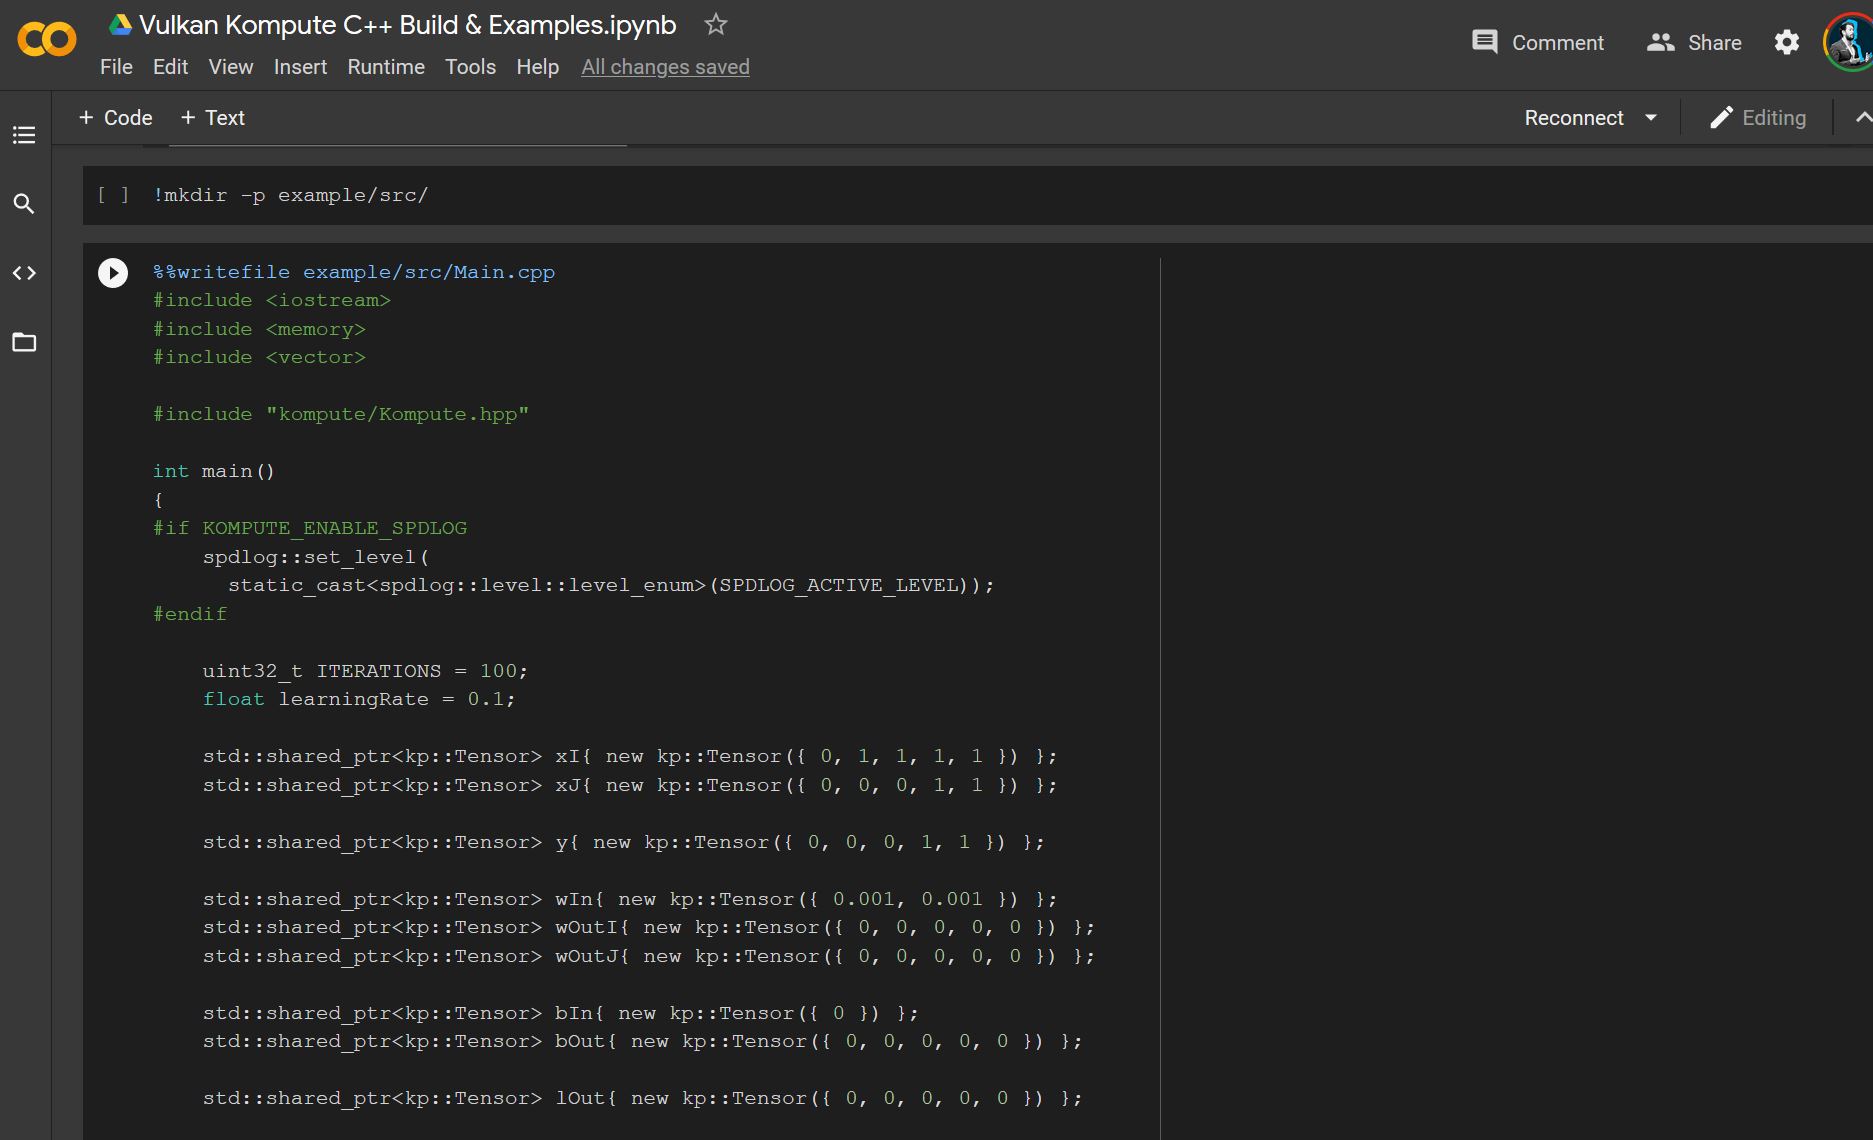 Vulkan Kompute C++ Build & Examples.ipynb
File Edit View Insert Runtime Tools Help All changes saved
Comment Share
+ Code + Text
Reconnect Editing
[ ] !mkdir -p example/src/
%%writefile example/src/Main.cpp
#include <iostream>
#include <memory>
#include <vector>
#include "kompute/Kompute.hpp"
int main()
{
#if KOMPUTE_ENABLE_SPDLOG
spdlog::set_level(
static_cast<spdlog::level::level_enum>(SPDLOG_ACTIVE_LEVEL));
#endif
uint32_t ITERATIONS = 100;
float learningRate = 0.1;
std::shared_ptr<kp::Tensor> xI{ new kp::Tensor({ 0, 1, 1, 1, 1 }) };
std::shared_ptr<kp::Tensor> xJ{ new kp::Tensor({ 0, 0, 0, 1, 1 }) };
std::shared_ptr<kp::Tensor> y{ new kp::Tensor({ 0, 0, 0, 1, 1 }) };
std::shared_ptr<kp::Tensor> wIn{ new kp::Tensor({ 0.001, 0.001 }) };
std::shared_ptr<kp::Tensor> wOutI{ new kp::Tensor({ 0, 0, 0, 0, 0 }) };
std::shared_ptr<kp::Tensor> wOutJ{ new kp::Tensor({ 0, 0, 0, 0, 0 }) };
std::shared_ptr<kp::Tensor> bIn{ new kp::Tensor({ 0 }) };
std::shared_ptr<kp::Tensor> bOut{ new kp::Tensor({ 0, 0, 0, 0, 0 }) };
std::shared_ptr<kp::Tensor> lOut{ new kp::Tensor({ 0, 0, 0, 0, 0 }) };